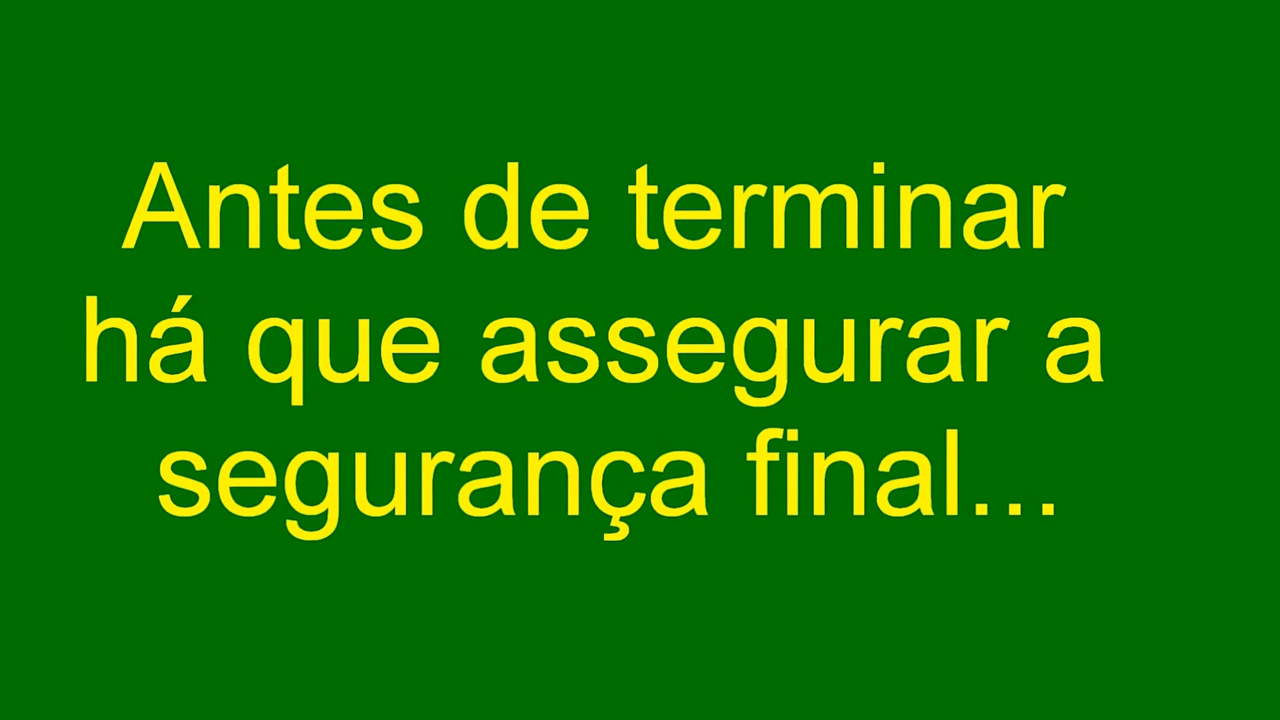 Antes de terminar
há que assegurar a
segurança final...